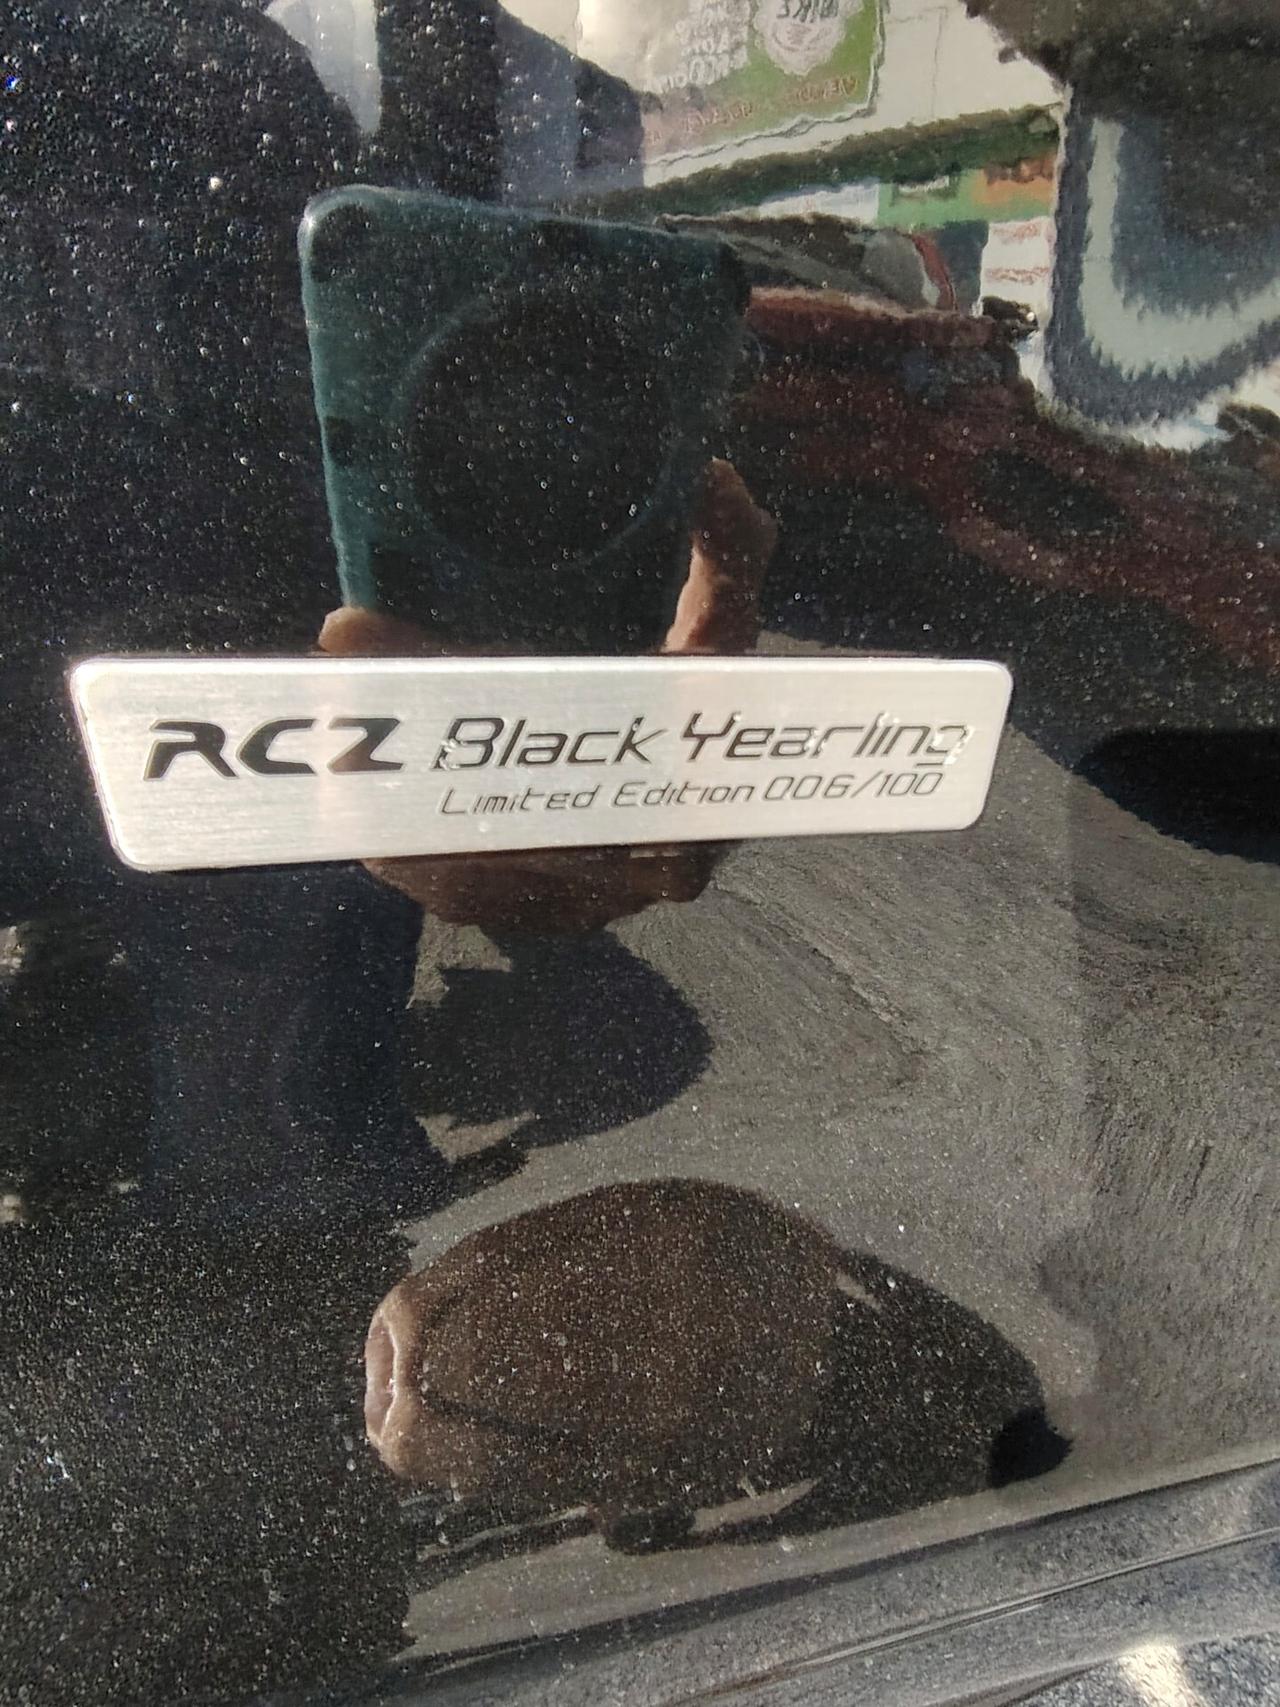 RCZ Black Yearling
Limited Edition 006/100